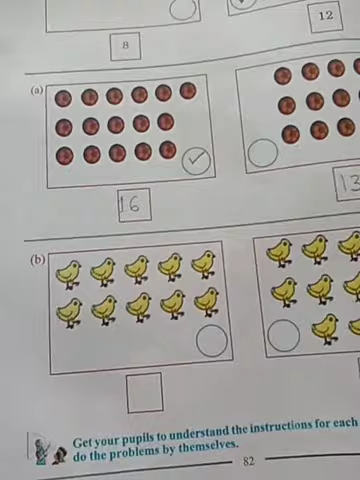 8
12
(a)
16
13
(b)
Get your pupils to understand the instructions for each
do the problems by themselves.
82